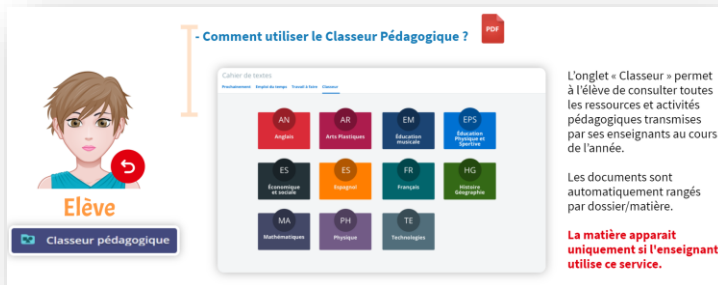 - Comment utiliser le Classeur Pédagogique ?
PDF
Cahier de textes
Prochainement Emploi du temps Travail à faire Classeur
AN
Anglais
AR
Arts Plastiques
EM
Éducation
musicale
EPS
Éducation
Physique et
Sportive
ES
Économique
et sociale
ES
Espagnol
FR
Français
HG
Histoire
Géographie
MA
Mathématiques
PH
Physique
TE
Technologies
Elève
Classeur pédagogique
L'onglet « Classeur » permet
à l'élève de consulter toutes
les ressources et activités
pédagogiques transmises
par ses enseignants au cours
de l'année.
Les documents sont
automatiquement rangés
par dossier/matière.
La matière apparait
uniquement si l'enseignant
utilise ce service.